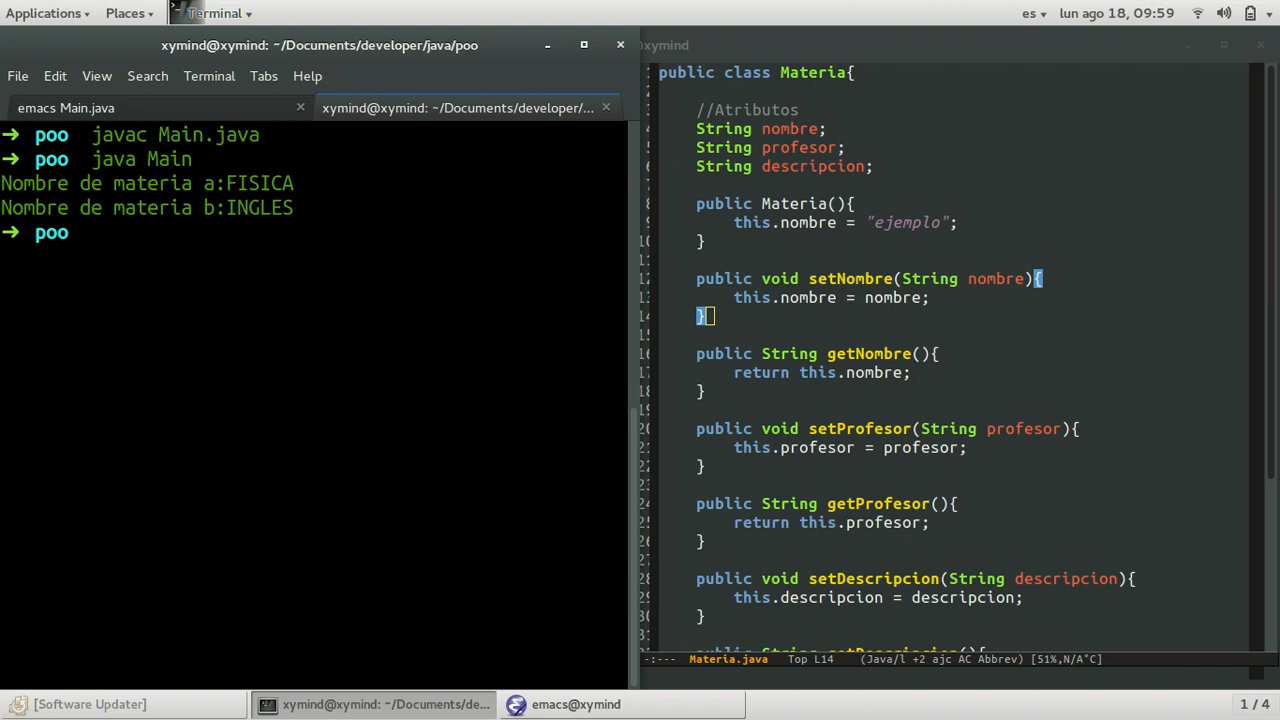 Applications Places Terminal es lun ago 18, 09:59
xymind@xymind: ~/Documents/developer/java/poo
File Edit View Search Terminal Tabs Help
emacs Main.java
xymind@xymind: ~/Documents/developer/...
➜ poo javac Main.java
➜ poo java Main
Nombre de materia a:FISICA
Nombre de materia b:INGLES
➜ poo
xymind
public class Materia{
//Atributos
String nombre;
String profesor;
String descripcion;
public Materia(){
this.nombre = "ejemplo";
}
public void setNombre(String nombre){
this.nombre = nombre;
}
public String getNombre(){
return this.nombre;
}
public void setProfesor(String profesor){
this.profesor = profesor;
}
public String getProfesor(){
return this.profesor;
}
public void setDescripcion(String descripcion){
this.descripcion = descripcion;
}
public String getDescripcion(){
-:--- Materia.java Top L14 (Java/l +2 ajc AC Abbrev) [51%,N/A°C]
[Software Updater]
xymind@xymind: ~/Documents/de...
emacs@xymind
1 / 4